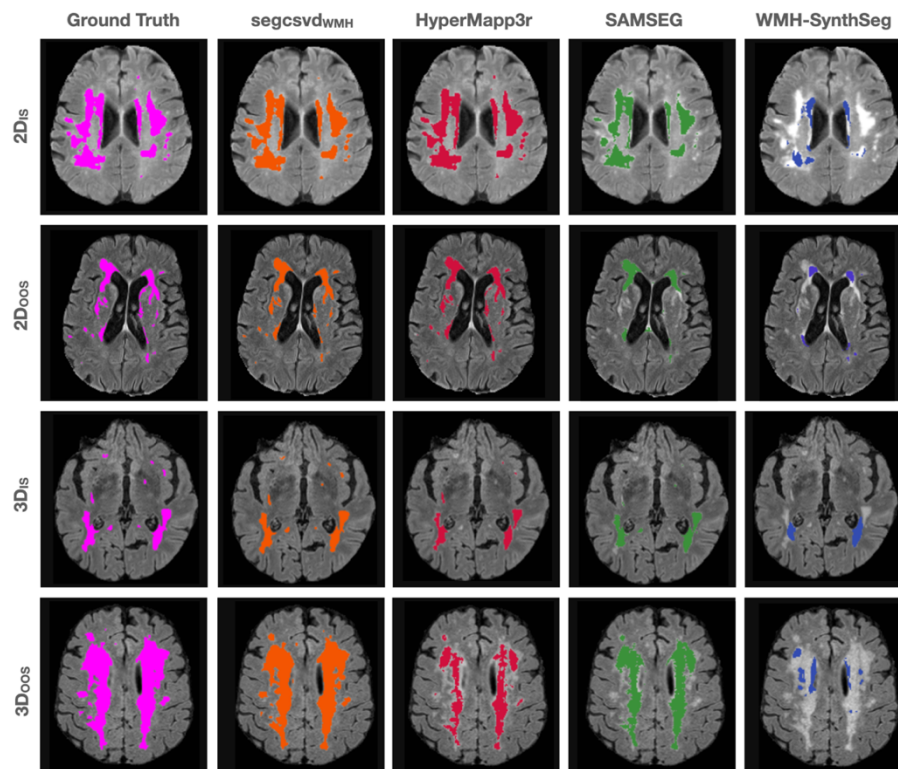 Ground Truth segcsvdWMH HyperMapp3r SAMSEG WMH-SynthSeg
2DIS
2DOOS
3DIS
3DOOS